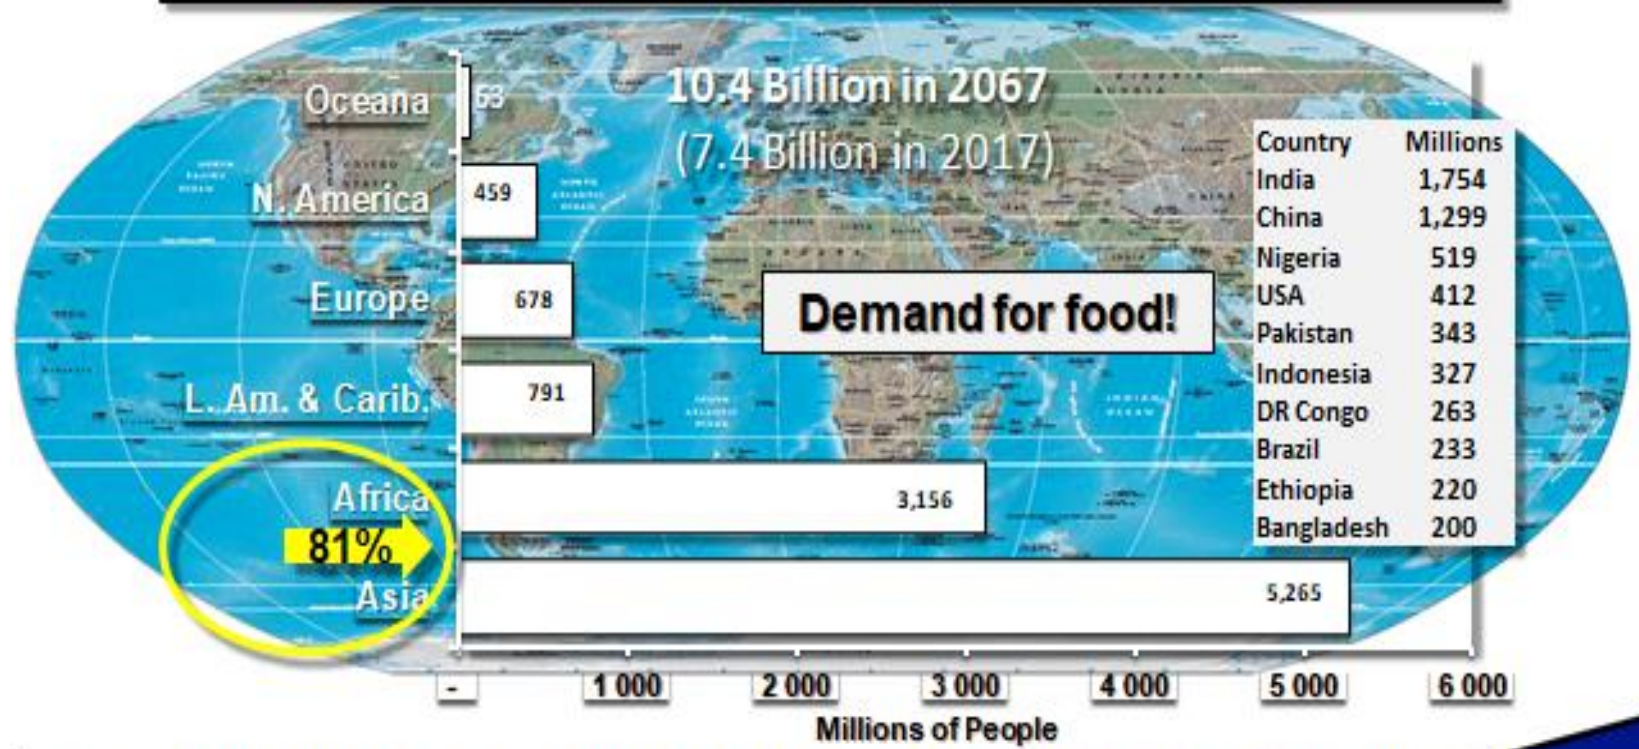 10.4 Billion in 2067
(7.4 Billion in 2017)
Oceana 63
N. America 459
Europe 678
L. Am. & Carib. 791
Africa 3,156
81%
Asia 5,265
Demand for food!
Country Millions
India 1,754
China 1,299
Nigeria 519
USA 412
Pakistan 343
Indonesia 327
DR Congo 263
Brazil 233
Ethiopia 220
Bangladesh 200
- 1 000 2 000 3 000 4 000 5 000 6 000
Millions of People